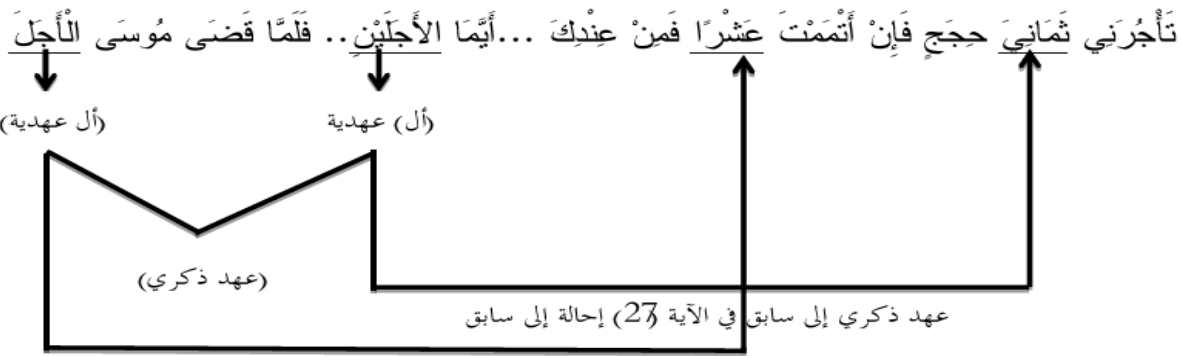 تَأْجُرَنِي ثَمَانِيَ حِجَجٍ فَإِنْ أَتْمَمْتَ عَشْرًا فَمِنْ عِنْدِكَ ...أَيَّمَا الأَجَلَيْنِ.. فَلَمَّا قَضَى مُوسَى الْأَجَلَ
(أل) عهدية
(أل عهدية)
(عهد ذكري)
عهد ذكري إلى سابق في الآية (27) إحالة إلى سابق